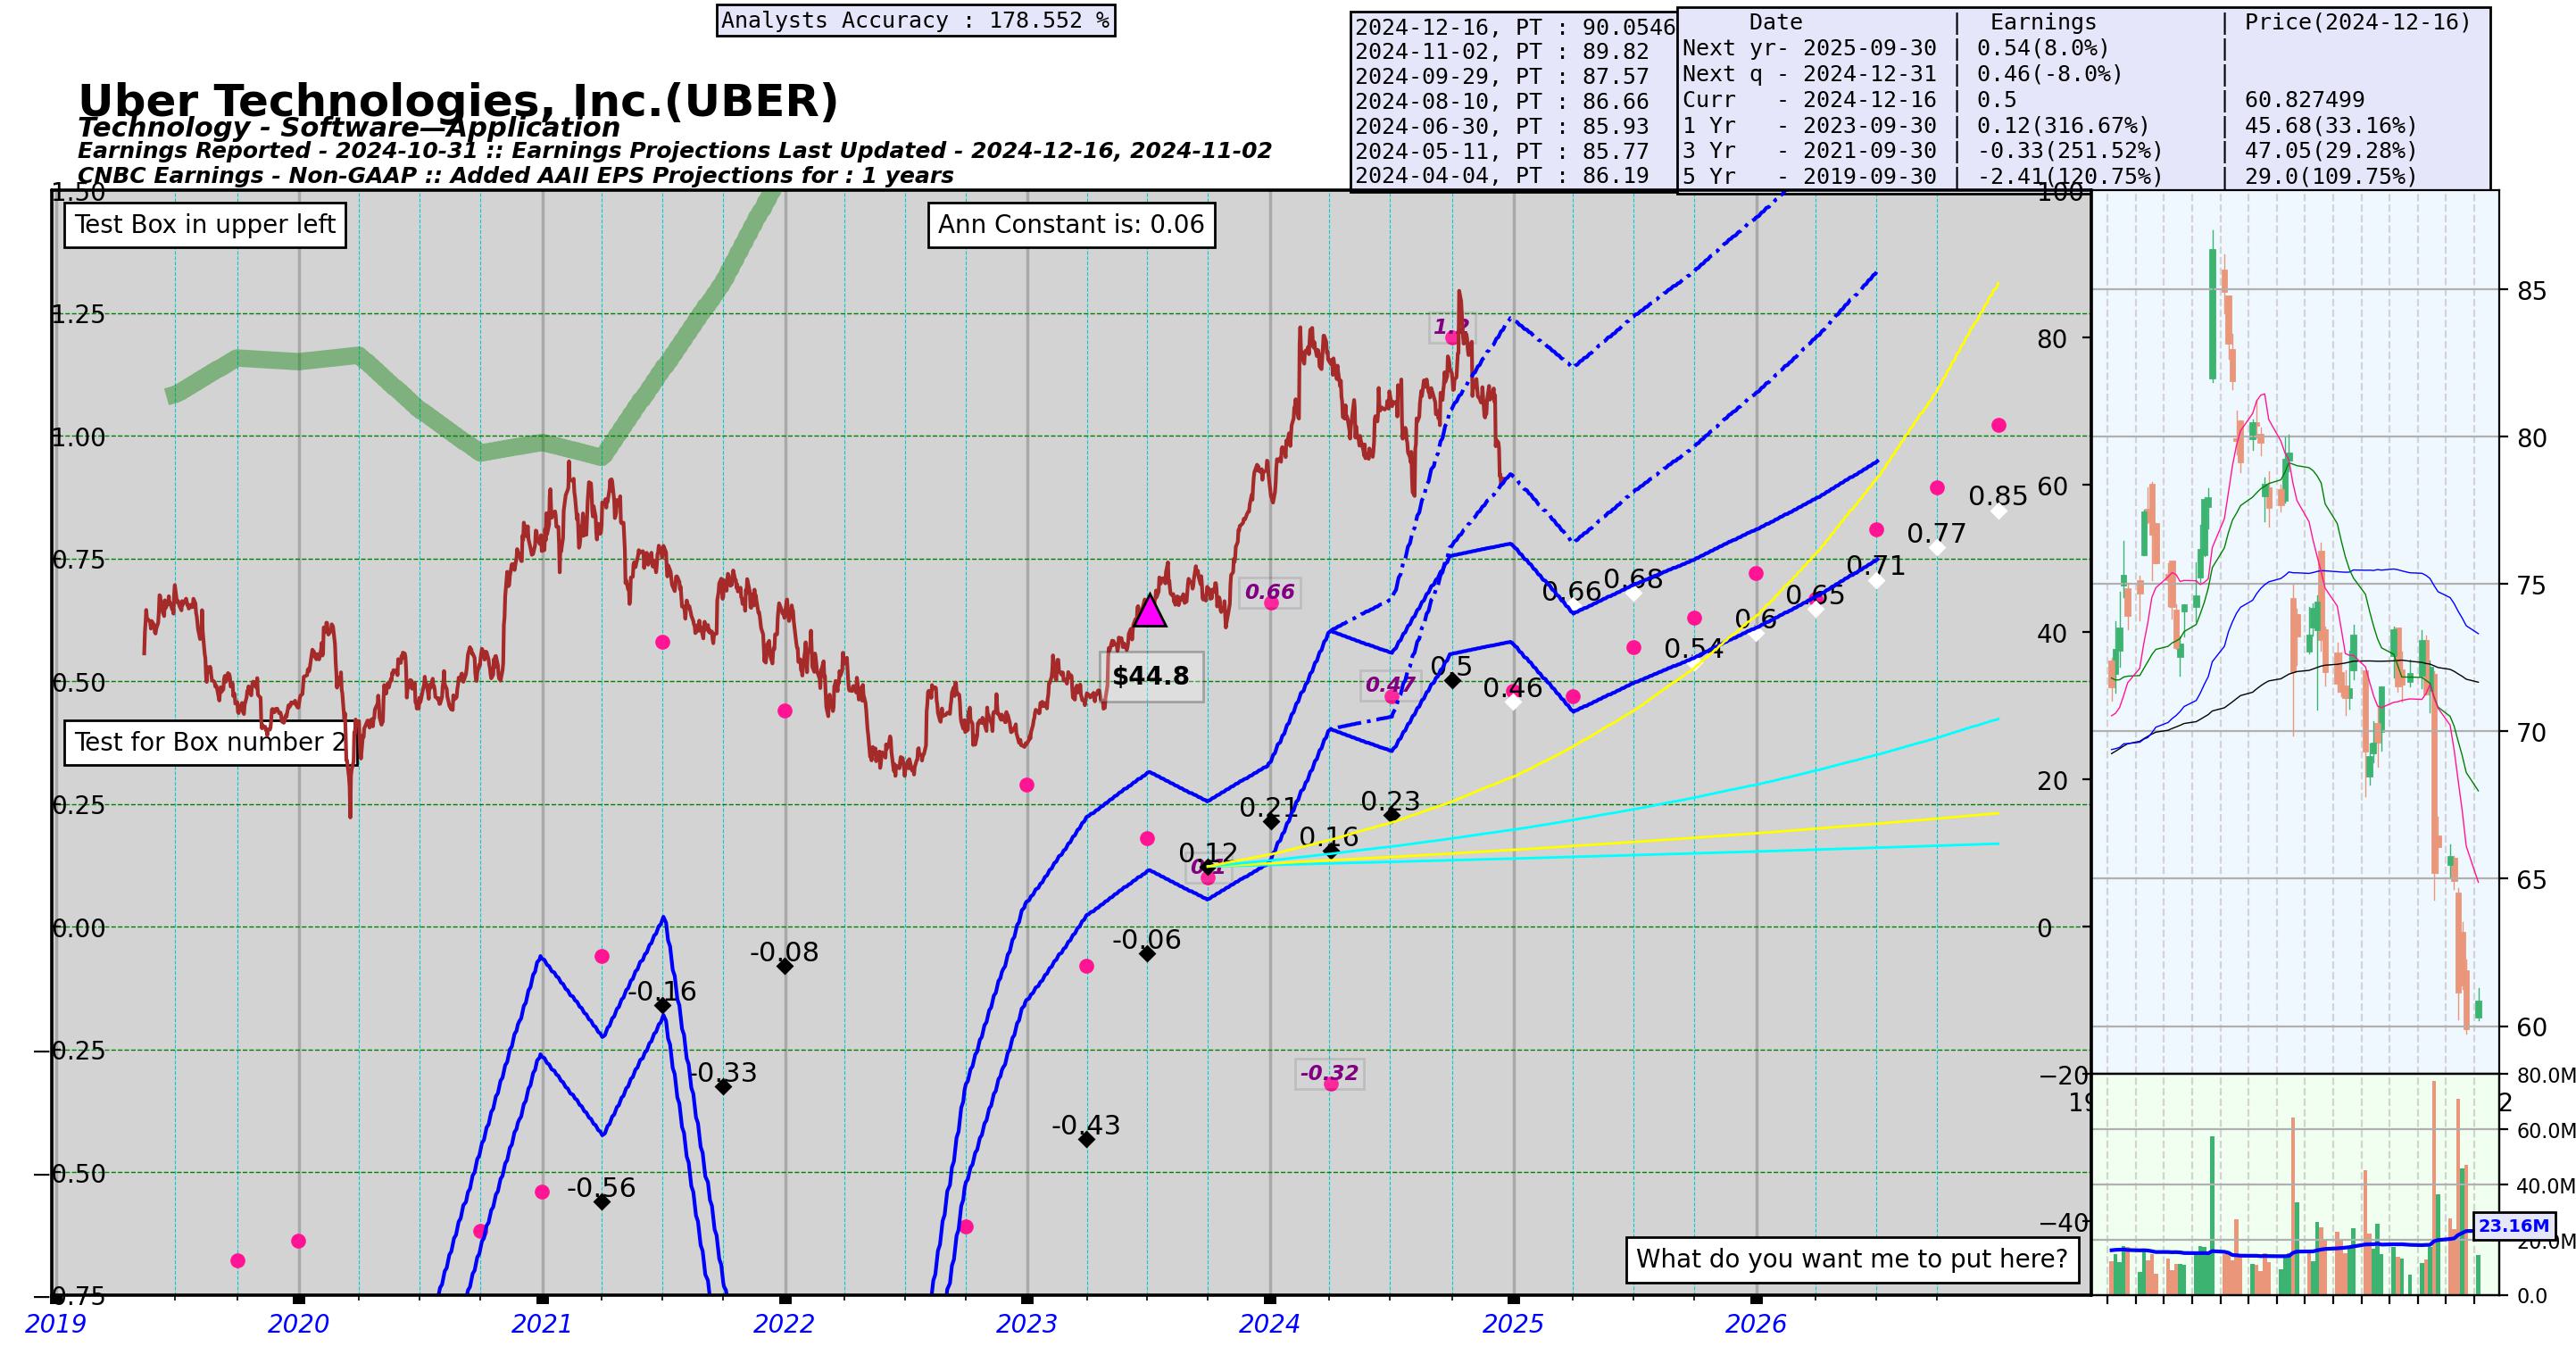 Analysts Accuracy : 178.552 %
2024-12-16, PT : 90.0546
2024-11-02, PT : 89.82
2024-09-29, PT : 87.57
2024-08-10, PT : 86.66
2024-06-30, PT : 85.93
2024-05-11, PT : 85.77
2024-04-04, PT : 86.19
Date | Earnings | Price(2024-12-16)
Next yr- 2025-09-30 | 0.54(8.0%) |
Next q - 2024-12-31 | 0.46(-8.0%) |
Curr - 2024-12-16 | 0.5 | 60.827499
1 Yr - 2023-09-30 | 0.12(316.67%) | 45.68(33.16%)
3 Yr - 2021-09-30 | -0.33(251.52%) | 47.05(29.28%)
5 Yr - 2019-09-30 | -2.41(120.75%) | 29.0(109.75%)
Uber Technologies, Inc.(UBER)
Technology - Software—Application
Earnings Reported - 2024-10-31 :: Earnings Projections Last Updated - 2024-12-16, 2024-11-02
CNBC Earnings - Non-GAAP :: Added AAII EPS Projections for : 1 years
1.50
1.25
1.00
0.75
0.50
0.25
0.00
−0.25
−0.50
−0.75
Test Box in upper left
Ann Constant is: 0.06
Test for Box number 2
$44.8
What do you want me to put here?
-0.56
-0.16
-0.33
-0.08
-0.43
-0.06
0.12
0.1
0.21
0.66
0.16
-0.32
0.23
0.47
0.5
1.2
0.46
0.66
0.68
0.54
0.6
0.65
0.71
0.77
0.85
100
80
60
40
20
0
−20
−40
85
80
75
70
65
60
80.0M
60.0M
40.0M
20.0M
0.0
23.16M
2019
2020
2021
2022
2023
2024
2025
2026